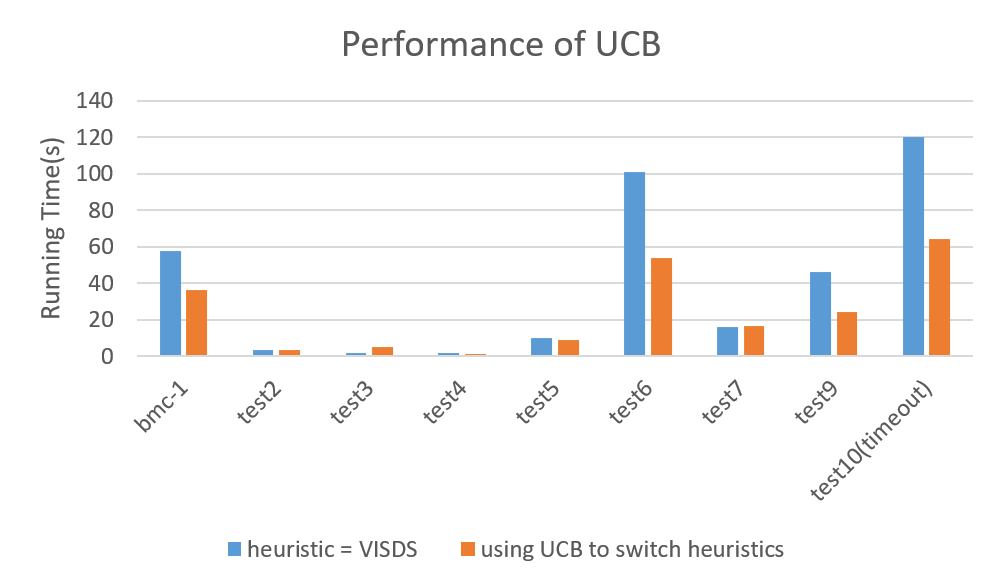 Performance of UCB
Running Time(s)
140
120
100
80
60
40
20
0
bmc-1
test2
test3
test4
test5
test6
test7
test9
test10(timeout)
heuristic = VISDS
using UCB to switch heuristics